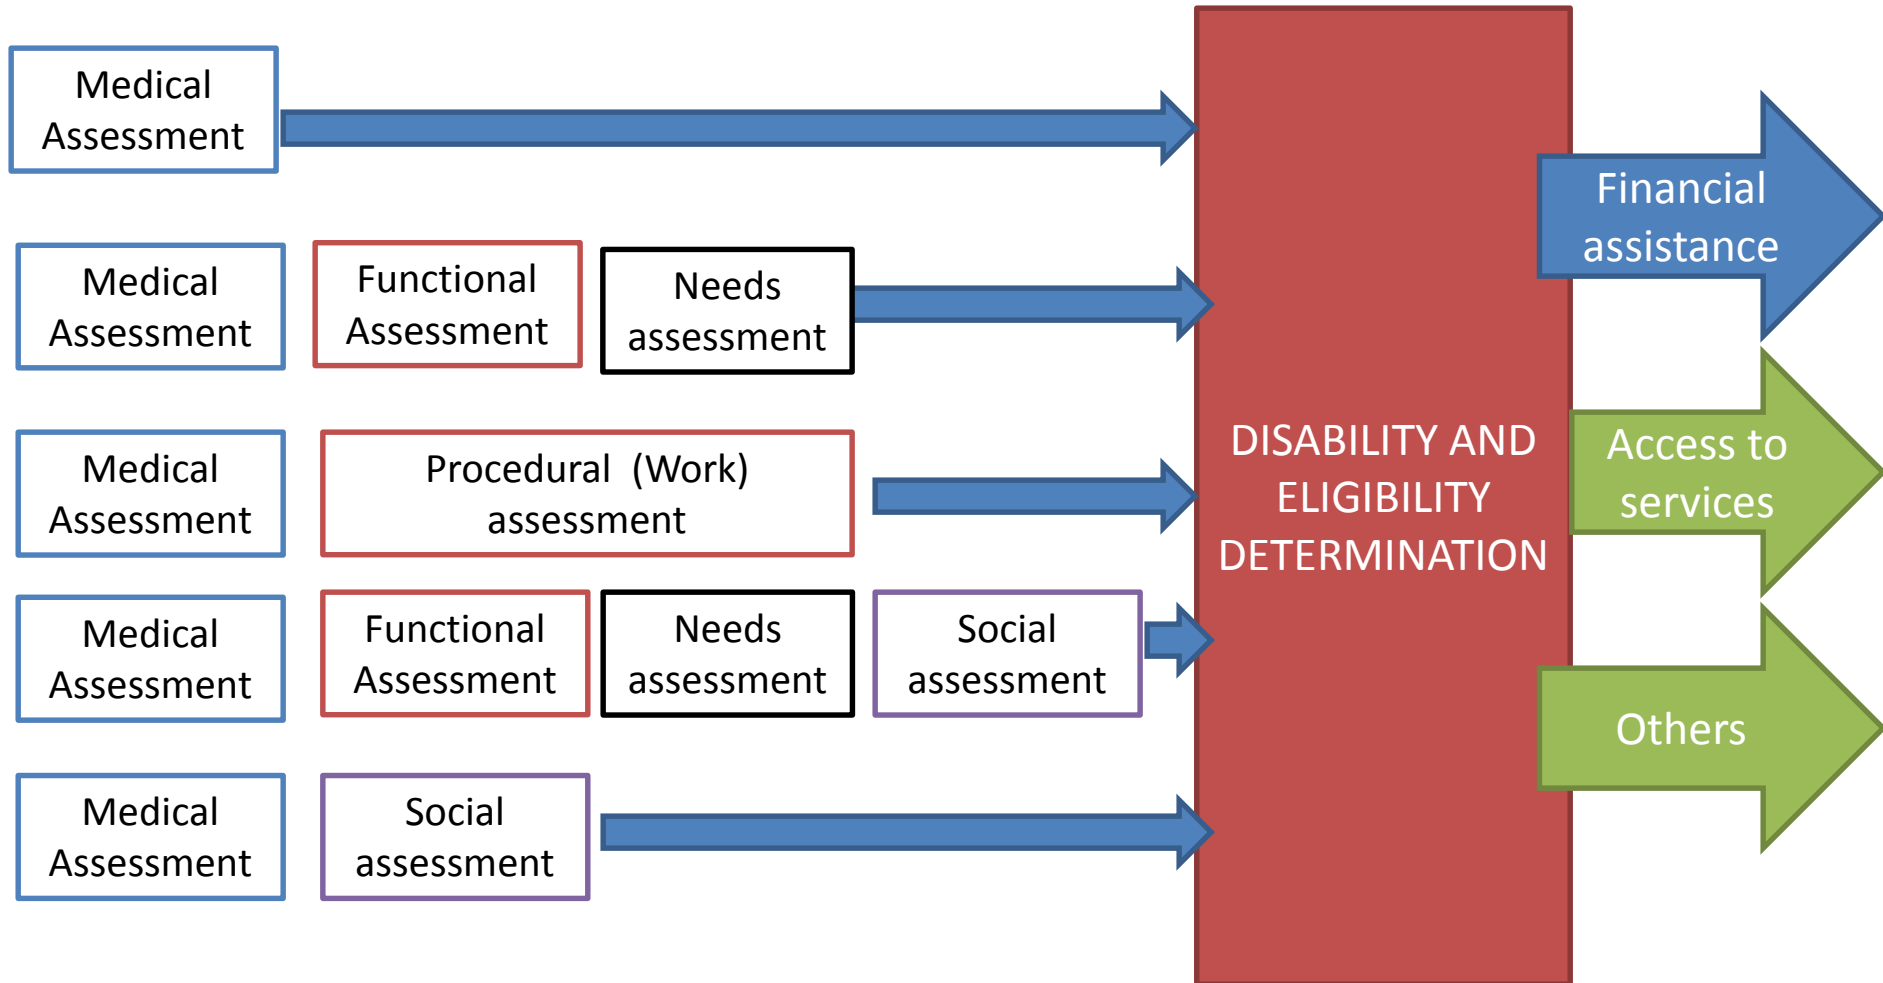 Medical
Assessment
Medical
Assessment
Functional
Assessment
Needs
assessment
Medical
Assessment
Procedural  (Work)
assessment
Medical
Assessment
Functional
Assessment
Needs
assessment
Social
assessment
Medical
Assessment
Social
assessment
DISABILITY AND
ELIGIBILITY
DETERMINATION
Financial
assistance
Access to
services
Others